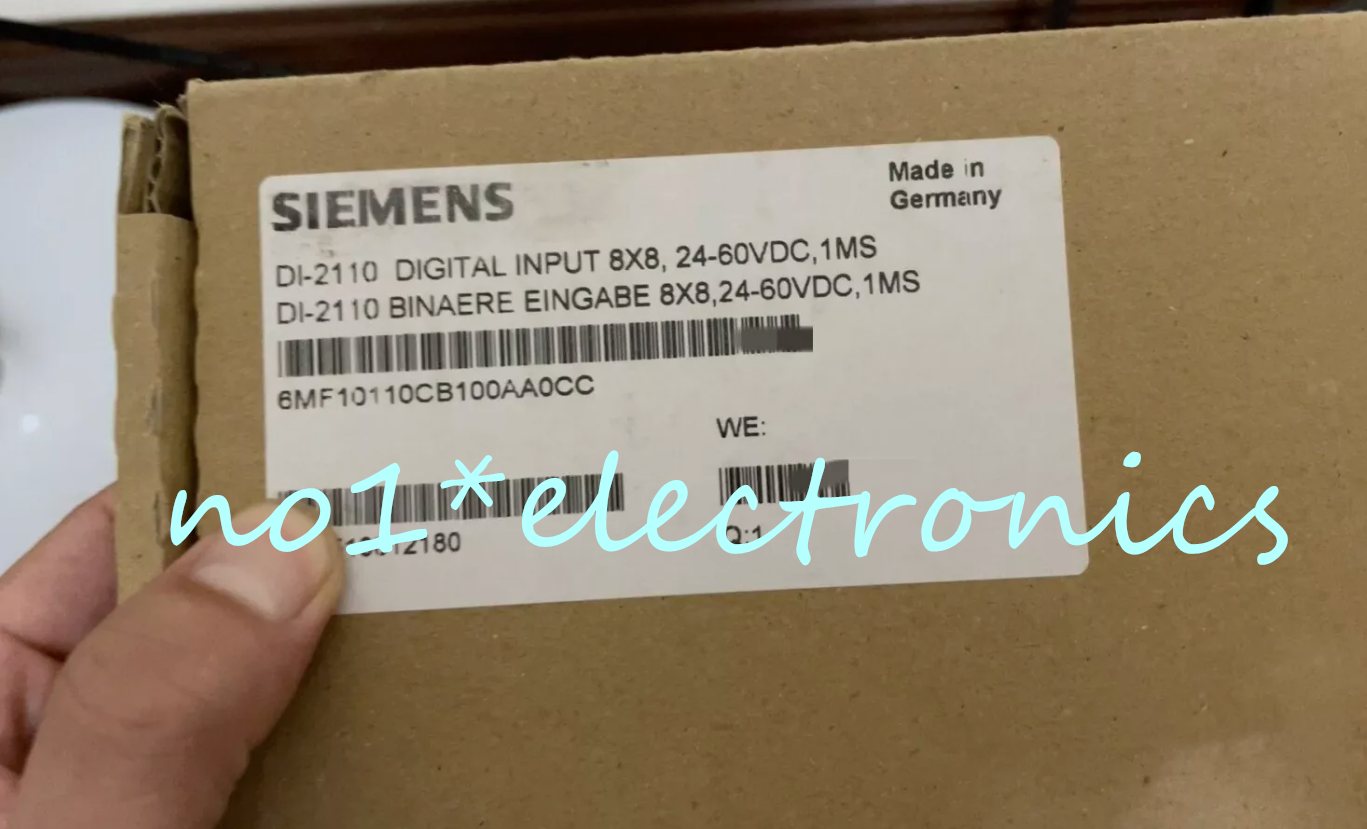 SIEMENS
Made in
Germany
DI-2110 DIGITAL INPUT 8X8, 24-60VDC,1MS
DI-2110 BINAERE EINGABE 8X8,24-60VDC,1MS
6MF10110CB100AA0CC
WE:
no1*electronics
Q:1